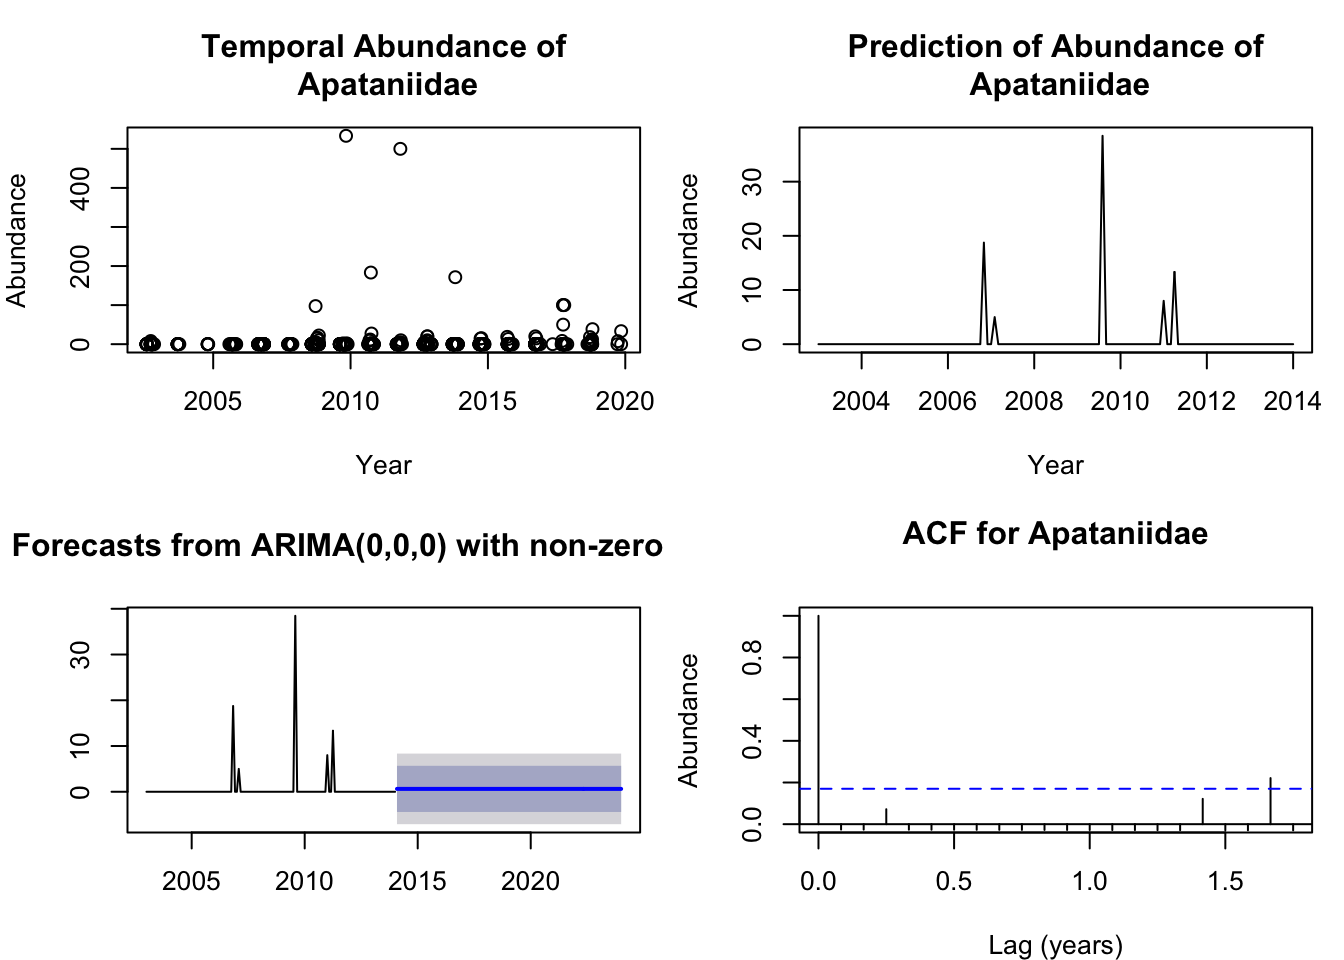 Temporal Abundance of
Apataniidae
Abundance
0
200
400
2005
2010
2015
2020
Year
Prediction of Abundance of
Apataniidae
Abundance
0
10
20
30
2004
2006
2008
2010
2012
2014
Year
Forecasts from ARIMA(0,0,0) with non-zero
0
10
30
2005
2010
2015
2020
ACF for Apataniidae
Abundance
0.0
0.4
0.8
0.0
0.5
1.0
1.5
Lag (years)